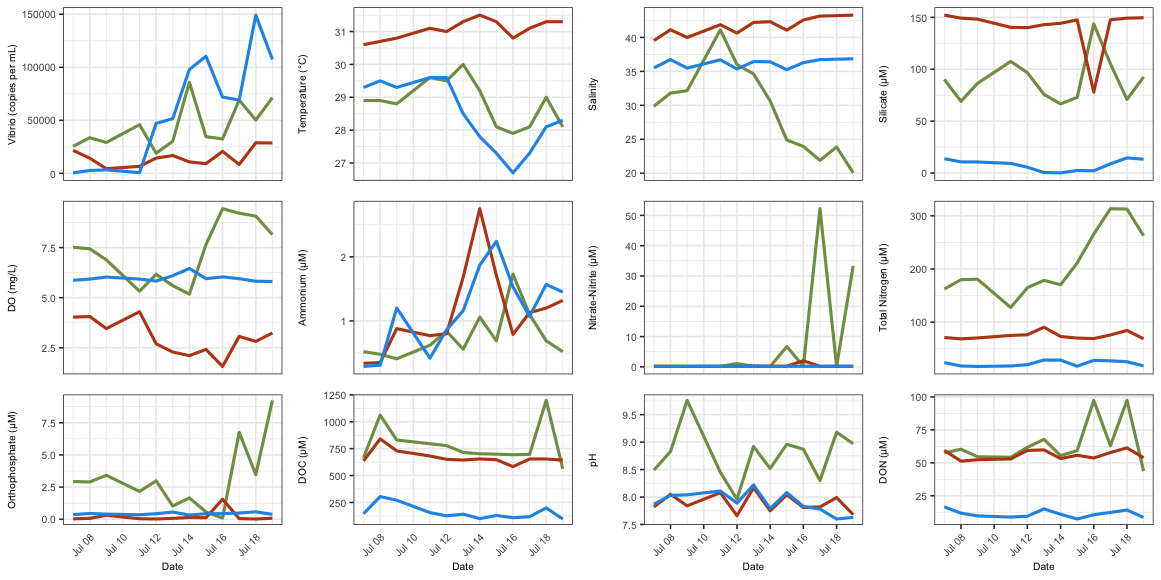 Vibrio (copies per mL)
150000
100000
50000
0
Temperature (°C)
31
30
29
28
27
Salinity
40
35
30
25
20
Silicate (µM)
150
100
50
0
DO (mg/L)
7.5
5.0
2.5
Ammonium (µM)
2
1
Nitrate-Nitrite (µM)
50
40
30
20
10
0
Total Nitrogen (µM)
300
200
100
Orthophosphate (µM)
7.5
5.0
2.5
0.0
Jul 08
Jul 10
Jul 12
Jul 14
Jul 16
Jul 18
Date
DOC (µM)
1250
1000
750
500
250
Jul 08
Jul 10
Jul 12
Jul 14
Jul 16
Jul 18
Date
pH
9.5
9.0
8.5
8.0
7.5
Jul 08
Jul 10
Jul 12
Jul 14
Jul 16
Jul 18
Date
DON (µM)
100
75
50
25
Jul 08
Jul 10
Jul 12
Jul 14
Jul 16
Jul 18
Date